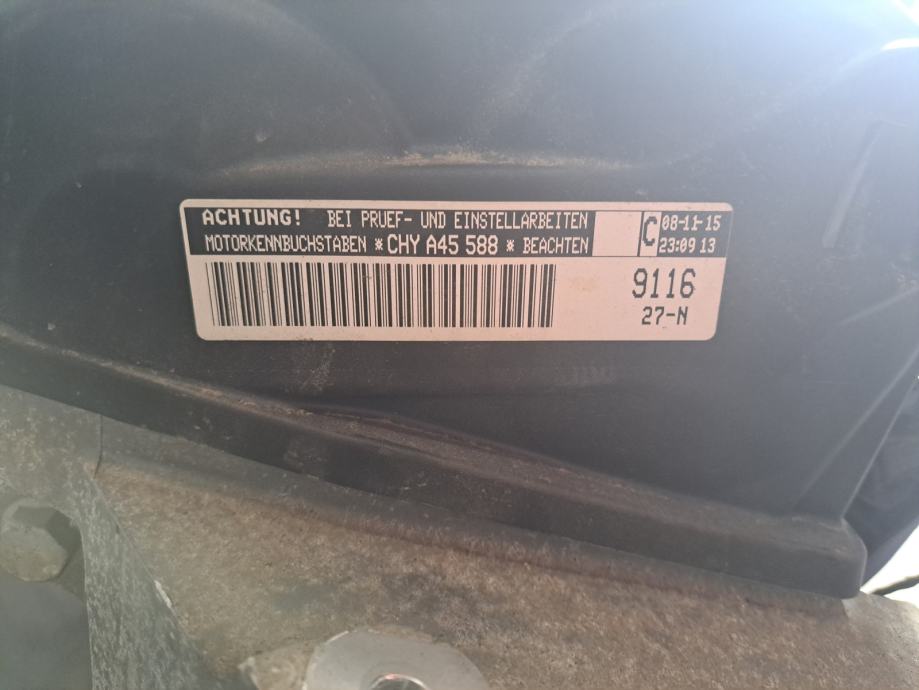 ACHTUNG! BEI PRUEF- UND EINSTELLARBEITEN
MOTORKENNBUCHSTABEN *CHY A45 588 * BEACHTEN
C
08-11-15
23:09 13
9116
27-N